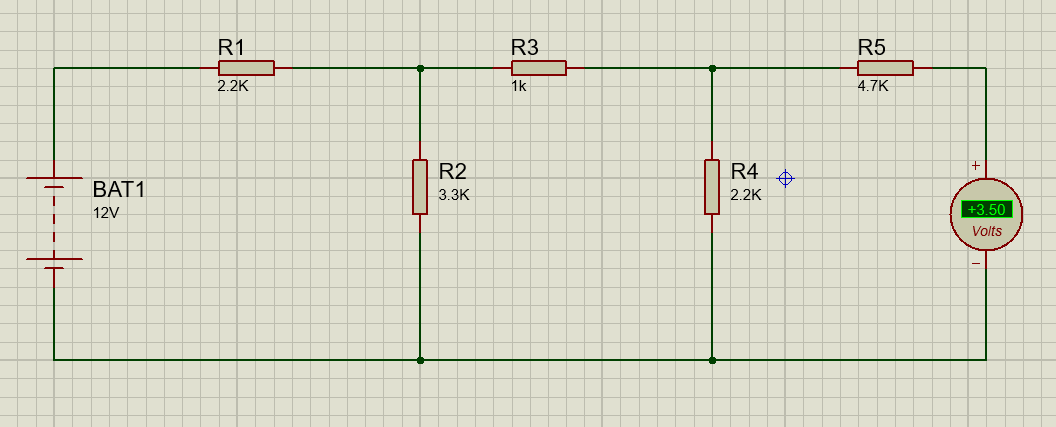 R1
2.2K
R3
1k
R5
4.7K
BAT1
12V
R2
3.3K
R4
2.2K
+
+3.50
Volts
−